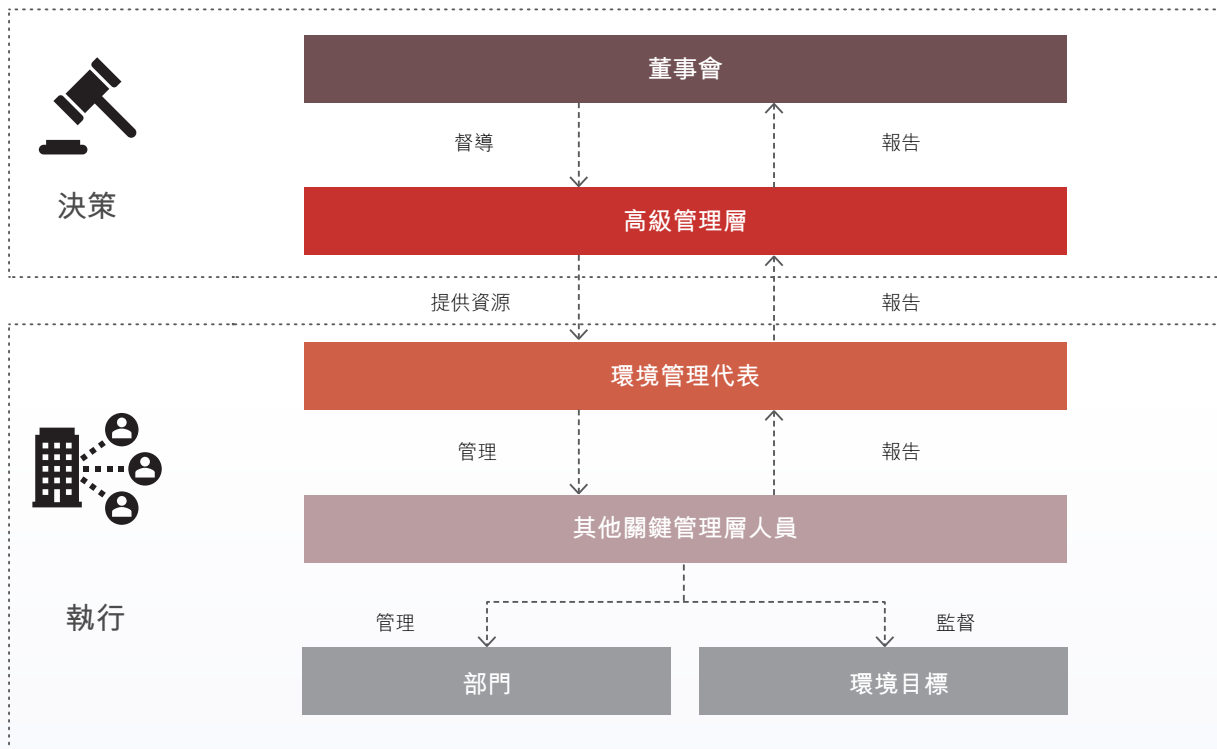 董事會
督導
報告
決策
高級管理層
提供資源
報告
環境管理代表
管理
報告
其他關鍵管理層人員
執行
管理
監督
部門
環境目標